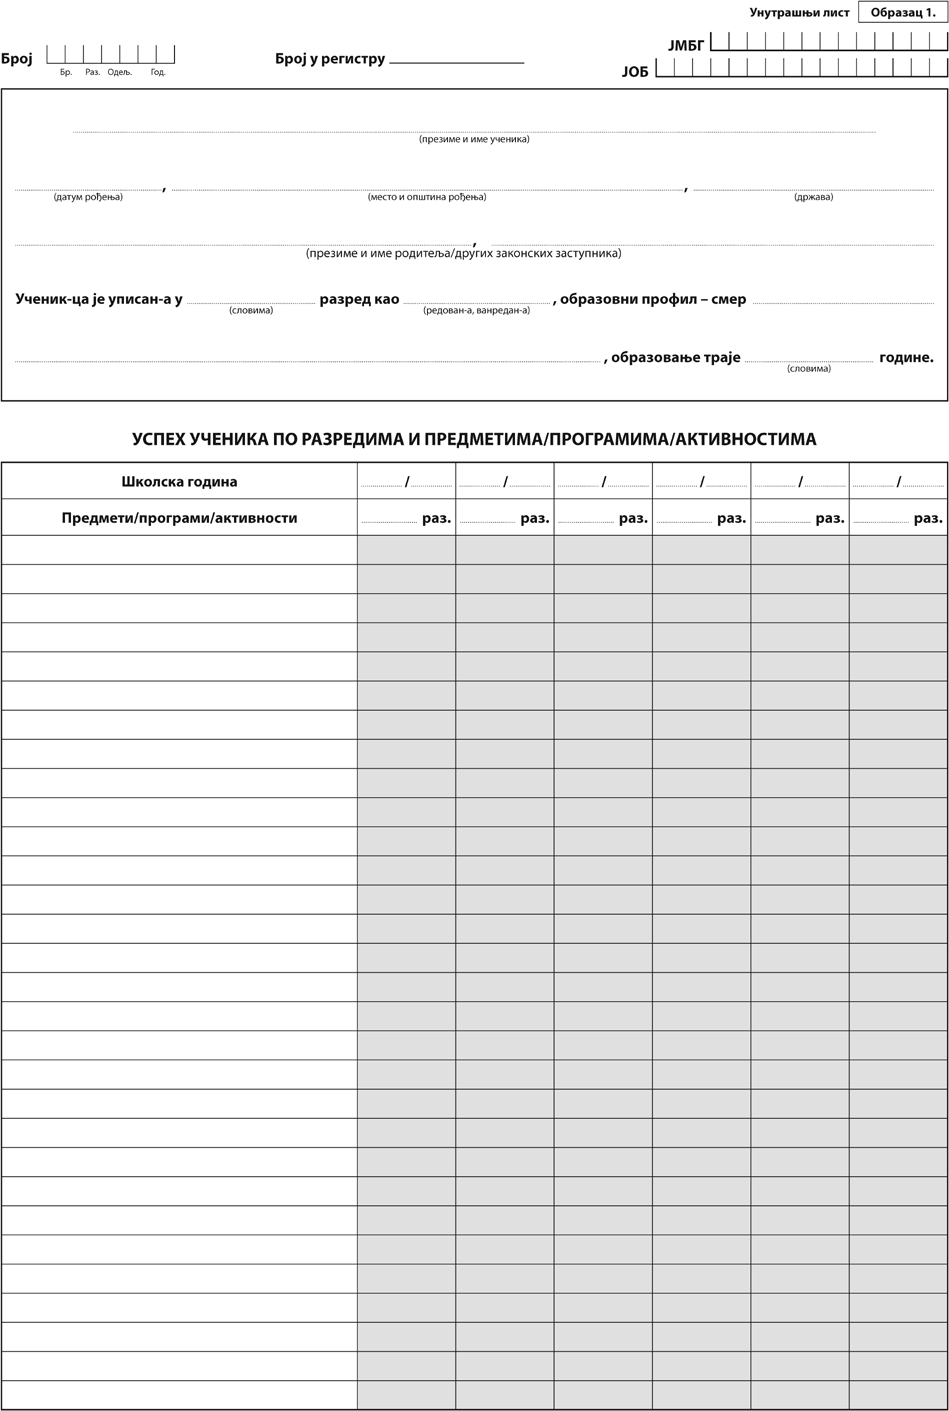 Унутрашњи лист Образац 1.
Број Број у регистру ЈМБГ
Бр. Раз. Одељ. Год. ЈОБ
(презиме и име ученика)
, ,
(датум рођења) (место и општина рођења) (држава)
,
(презиме и име родитеља/других законских заступника)
Ученик-ца је уписан-а у разред као , образовни профил – смер
(словима) (редован-а, ванредан-а)
, образовање траје године.
(словима)
УСПЕХ УЧЕНИКА ПО РАЗРЕДИМА И ПРЕДМЕТИМА/ПРОГРАМИМА/АКТИВНОСТИМА
Школска година / / / / / /
Предмети/програми/активности раз. раз. раз. раз. раз. раз.